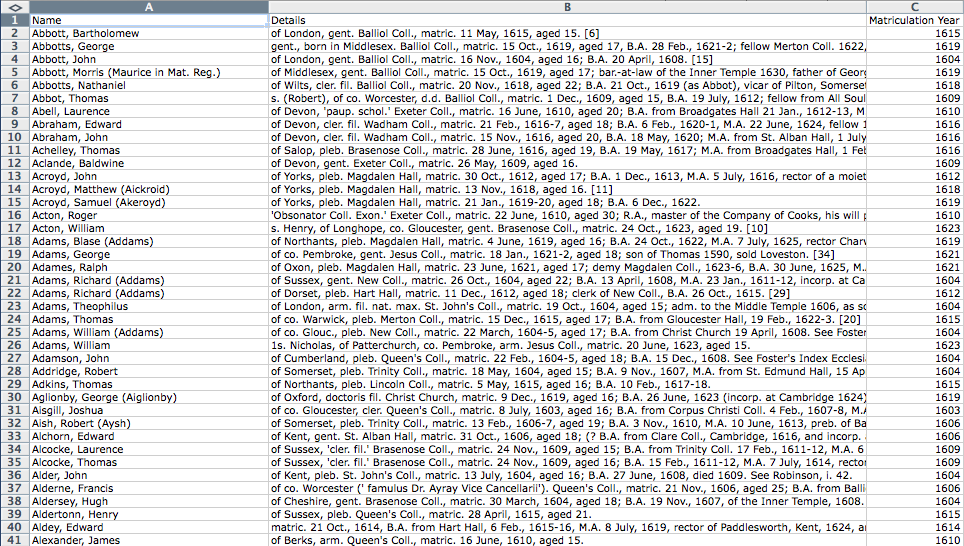 A B C
1 Name Details Matriculation Year
2 Abbott, Bartholomew of London, gent. Balliol Coll., matric. 11 May, 1615, aged 15. [6] 1615
3 Abbotts, George gent., born in Middlesex. Balliol Coll. matric. 15 Oct., 1619, aged 17, B.A. 28 Feb., 1621-2; fellow Merton Coll. 1622, 1619
4 Abbott, John of London, gent. Balliol Coll. matric. 16 Nov., 1604, aged 16; B.A. 20 April, 1608. [15] 1604
5 Abbott, Morris (Maurice in Mat. Reg.) of Middlesex, gent. Balliol Coll., matric. 15 Oct., 1619, aged 17; bar.-at-law of the Inner Temple 1630, father of Georg 1619
6 Abbotts, Nathaniel of Wilts, cler. fil. Balliol Coll., matric. 20 Nov., 1618, aged 22; B.A. 21 Oct., 1619 (as Abbot), vicar of Pilton, Somerset 1618
7 Abbot, Thomas s. (Robert), of co. Worcester, d.d. Balliol Coll., matric. 1 Dec., 1609, aged 15, B.A. 19 July, 1612; fellow from All Soul 1609
8 Abell, Laurence of Devon, 'paup. schol.' Exeter Coll., matric. 16 June, 1610, aged 20; B.A. from Broadgates Hall 21 Jan., 1612-13, M 1610
9 Abraham, Edward of Devon, cler. fil. Wadham Coll., matric. 21 Feb., 1616-7, aged 18; B.A. 6 Feb., 1620-1, M.A. 22 June, 1624, fellow 1616
10 Abraham, John of Devon, cler. fil. Wadham Coll., matric. 15 Nov., 1616, aged 20, B.A. 18 May, 1620; M.A. from St. Alban Hall, 1 July 1616
11 Achelley, Thomas of Salop, pleb. Brasenose Coll., matric. 28 June, 1616, aged 19, B.A. 19 May, 1617; M.A. from Broadgates Hall, 1 Feb 1616
12 Aclande, Baldwine of Devon, gent. Exeter Coll., matric. 26 May, 1609, aged 16. 1609
13 Acroyd, John of Yorks, pleb. Magdalen Hall, matric. 30 Oct., 1612, aged 17; B.A. 1 Dec., 1613, M.A. 5 July, 1616, rector of a moiet 1612
14 Acroyd, Matthew (Aickroid) of Yorks, pleb. Magdalen Hall, matric. 13 Nov., 1618, aged 16. [11] 1618
15 Acroyd, Samuel (Akeroyd) of Yorks, pleb. Magdalen Hall, matric. 21 Jan., 1619-20, aged 18; B.A. 6 Dec., 1622. 1619
16 Acton, Roger 'Obsonator Coll. Exon.' Exeter Coll., matric. 22 June, 1610, aged 30; R.A., master of the Company of Cooks, his will p 1610
17 Acton, William s. Henry, of Longhope, co. Gloucester, gent. Brasenose Coll., matric. 24 Oct., 1623, aged 19. [10] 1623
18 Adams, Blase (Addams) of Northants, pleb. Magdalen Hall, matric. 4 June, 1619, aged 16; B.A. 24 Oct., 1622, M.A. 7 July, 1625, rector Charw 1619
19 Adams, George of co. Pembroke, gent. Jesus Coll., matric. 18 Jan., 1621-2, aged 18; son of Thomas 1590, sold Loveston. [34] 1621
20 Adames, Ralph of Oxon, pleb. Magdalen Hall, matric. 23 June, 1621, aged 17; demy Magdalen Coll., 1623-6, B.A. 30 June, 1625, M.. 1621
21 Adams, Richard (Addams) of Sussex, gent. New Coll., matric. 26 Oct., 1604, aged 22; B.A. 13 April, 1608, M.A. 23 Jan., 1611-12, incorp. at Ca 1604
22 Adams, Richard (Addams) of Dorset, pleb. Hart Hall, matric. 11 Dec., 1612, aged 18; clerk of New Coll., B.A. 26 Oct., 1615. [29] 1612
23 Adams, Theophilus of London, arm. fil. nat. max. St. John's Coll., matric. 19 Oct., 1604, aged 15; adm. to the Middle Temple 1606, as so 1604
24 Adams, Thomas of co. Warwick, pleb. Merton Coll., matric. 15 Dec., 1615, aged 17; B.A. from Gloucester Hall, 19 Feb., 1622-3. [20] 1615
25 Adams, William (Addams) of co. Glouc., pleb. New Coll., matric. 22 March, 1604-5, aged 17; B.A. from Christ Church 19 April, 1608. See Foster 1604
26 Adams, William 1s. Nicholas, of Patterchurch, co. Pembroke, arm. Jesus Coll., matric. 20 June, 1623, aged 15. 1623
27 Adamson, John of Cumberland, pleb. Queen's Coll., matric. 22 Feb., 1604-5, aged 18; B.A. 15 Dec., 1608. See Foster's Index Ecclesi 1604
28 Addridge, Robert of Somerset, pleb. Trinity Coll., matric. 18 May, 1604, aged 15; B.A. 9 Nov., 1607, M.A. from St. Edmund Hall, 15 Ap 1604
29 Adkins, Thomas of Northants, pleb. Lincoln Coll., matric. 5 May, 1615, aged 16; B.A. 10 Feb., 1617-18. 1615
30 Aglionby, George (Aiglionby) of Oxford, doctoris fil. Christ Church, matric. 9 Dec., 1619, aged 16; B.A. 26 June, 1623 (incorp. at Cambridge 1624) 1619
31 Aisgill, Joshua of co. Gloucester, cler. Queen's Coll., matric. 8 July, 1603, aged 16; B.A. from Corpus Christi Coll. 4 Feb., 1607-8, M.A 1603
32 Aish, Robert (Aysh) of Somerset, pleb. Trinity Coll., matric. 13 Feb., 1606-7, aged 19; B.A. 3 Nov., 1610, M.A. 10 June, 1613, preb. of Ba 1606
33 Alchorn, Edward of Kent, gent. St. Alban Hall, matric. 31 Oct., 1606, aged 18; (? B.A. from Clare Coll., Cambridge, 1616, and incorp. 1606
34 Alcocke, Laurence of Sussex, 'cler. fil.' Brasenose Coll., matric. 24 Nov., 1609, aged 15; B.A. from Trinity Coll. 17 Feb., 1611-12, M.A. 6 1609
35 Alcocke, Thomas of Sussex, 'cler. fil.' Brasenose Coll., matric. 24 Nov., 1609, aged 16; B.A. 15 Feb., 1611-12, M.A. 7 July, 1614, rector 1609
36 Alder, John of Kent, pleb. St. John's Coll., matric. 13 July, 1604, aged 16; B.A. 27 June, 1608, died 1609. See Robinson, i. 42. 1604
37 Alderne, Francis of co. Worcester (' famulus Dr. Ayray Vice Cancellarii'). Queen's Coll., matric. 21 Nov., 1606, aged 25; B.A. from Balli 1606
38 Aldersey, Hugh of Cheshire, gent. Brasenose Coll., matric. 30 March, 1604, aged 18; B.A. 19 Nov., 1607, of the Inner Temple, 1608. 1604
39 Aldertonn, Henry of Sussex, pleb. Queen's Coll., matric. 28 April, 1615, aged 21. 1615
40 Aldey, Edward matric. 21 Oct., 1614, B.A. from Hart Hall, 6 Feb., 1615-16, M.A. 8 July, 1619, rector of Paddlesworth, Kent, 1624, an 1614
41 Alexander, James of Berks, arm. Queen's Coll., matric. 16 June, 1610, aged 15. 1610